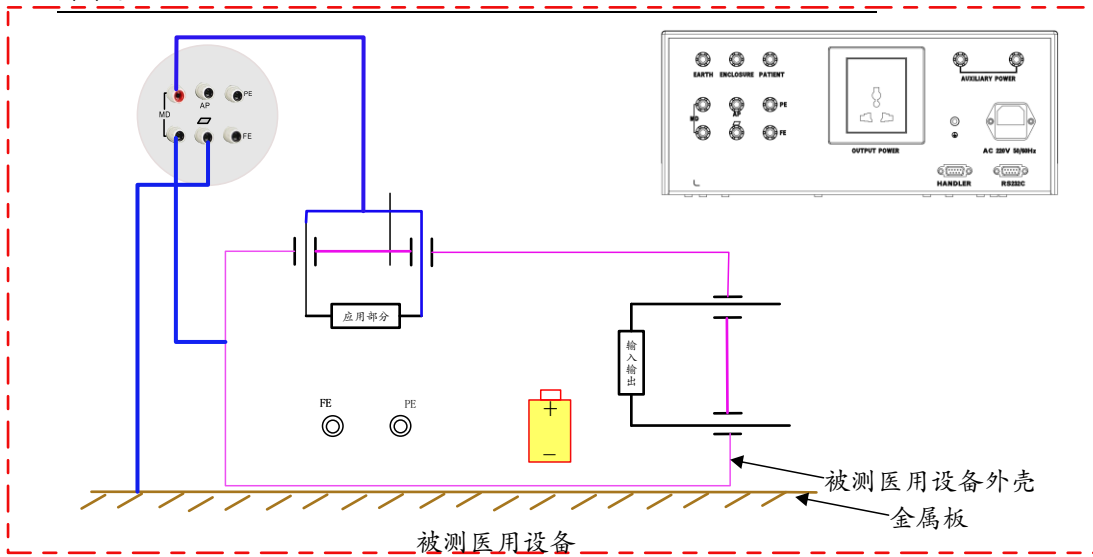 MD
AP
PE
FE
EARTH ENCLOSURE PATIENT
MD
AP
PE
FE
OUTPUT POWER
AUXILIARY POWER
AC 220V 50/60Hz
HANDLER
RS232C
应用部分
输入输出
FE
PE
+
−
被测医用设备外壳
金属板
被测医用设备